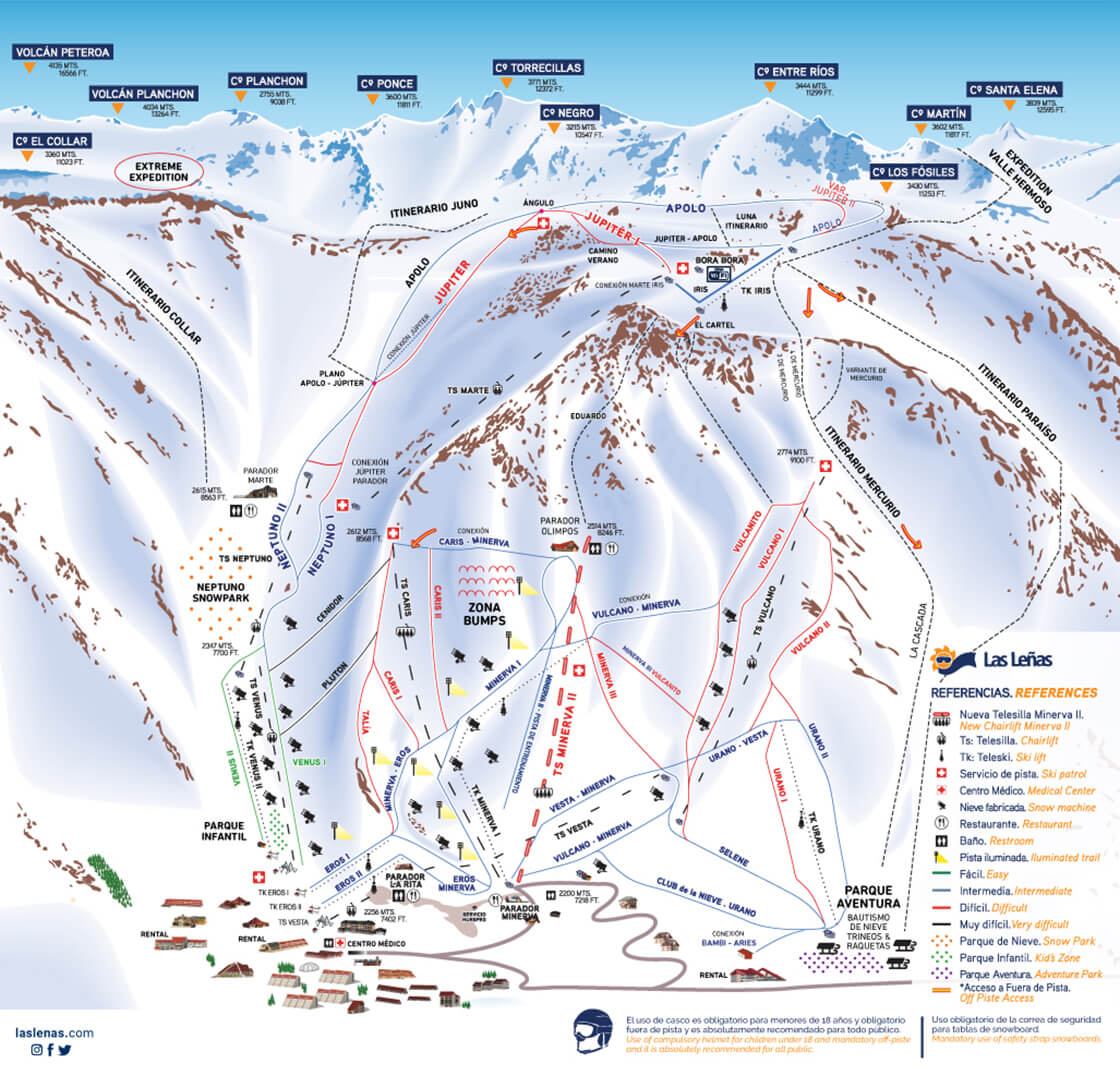 VOLCÁN PETEROA
4135 MTS.
16566 FT.
VOLCÁN PLANCHON
4034 MTS.
13264 FT.
Cº PLANCHON
2755 MTS.
9038 FT.
Cº PONCE
3600 MTS.
11811 FT.
Cº TORRECILLAS
3771 MTS.
12372 FT.
Cº NEGRO
3215 MTS.
10547 FT.
Cº ENTRE RÍOS
3444 MTS.
11299 FT.
Cº MARTÍN
3602 MTS.
11817 FT.
Cº SANTA ELENA
3839 MTS.
12595 FT.
Cº EL COLLAR
3360 MTS.
11023 FT.
Cº LOS FÓSILES
3430 MTS.
11253 FT.
EXTREME
EXPEDITION
EXPEDITION
VALLE HERMOSO
ITINERARIO JUNO
ÁNGULO
JUPITER I
APOLO
VAR.
JUPITER II
APOLO
LUNA
ITINERARIO
JUPITER - APOLO
CAMINO
VERANO
BORA BORA
CONEXIÓN MARTE IRIS
IRIS
TK IRIS
EL CARTEL
APOLO
JUPITER
CONEXIÓN JÚPITER
ITINERARIO COLLAR
PLANO
APOLO - JÚPITER
TS MARTE
EDUARDO
2 DE MERCURIO
VARIANTE DE
MERCURIO
ITINERARIO PARAÍSO
ITINERARIO MERCURIO
2774 MTS.
9100 FT.
PARADOR
MARTE
2615 MTS.
8563 FT.
CONEXIÓN
JÚPITER
PARADOR
2612 MTS.
8568 FT.
CONEXIÓN
CARIS - MINERVA
PARADOR
OLIMPOS
2514 MTS.
8246 FT.
NEPTUNO II
NEPTUNO I
TS NEPTUNO
NEPTUNO
SNOWPARK
2347 MTS.
7700 FT.
CENIDOR
PLUTON
TS CARIS
CARIS II
CARIS I
TALÍA
ZONA
BUMPS
CONEXIÓN
VULCANO - MINERVA
VULCANITO
VULCANO I
TS VULCANO
VULCANO II
LA CASCADA
MINERVA I
MINERVA II - PISTA DE ENTRENAMIENTO
TS MINERVA II
MINERVA III
MINERVA III VULCANITO
TS VENUS
TK VENUS II
VENUS II
VENUS I
MINERVA - EROS
TK MINERVA I
VESTA - MINERVA
TS VESTA
VULCANO - MINERVA
URANO - VESTA
URANO II
URANO I
TK URANO
SELENE
CLUB de la NIEVE - URANO
CONEXIÓN
BAMBI - ARIES
PARQUE
INFANTIL
EROS I
EROS II
EROS
MINERVA
TK EROS I
TK EROS II
TS VESTA
PARADOR
LA RITA
2256 MTS.
7402 FT.
PARADOR
MINERVA
2200 MTS.
7218 FT.
CENTRO MÉDICO
RENTAL
RENTAL
RENTAL
PARQUE
AVENTURA
BAUTISMO
DE NIEVE
TRINEOS &
RAQUETAS
Las Leñas
REFERENCIAS. REFERENCES
Nueva Telesilla Minerva II.
New Chairlift Minerva II
Ts: Telesilla. Chairlift
Tk: Teleski. Ski lift
Servicio de pista. Ski patrol
Centro Médico. Medical Center
Nieve fabricada. Snow machine
Restaurante. Restaurant
Baño. Restroom
Pista iluminada. Iluminated trail
Fácil. Easy
Intermedia. Intermediate
Difícil. Difficult
Muy difícil. Very difficult
Parque de Nieve. Snow Park
Parque Infantil. Kid's Zone
Parque Aventura. Adventure Park
*Acceso a Fuera de Pista.
Off Piste Access
laslenas.com
El uso de casco es obligatorio para menores de 18 años y obligatorio
fuera de pista y es absolutamente recomendado para todo público.
Use of compulsory helmet for children under 18 and mandatory off-piste
and it is absolutely recommended for all public.
Uso obligatorio de la correa de seguridad
para tablas de snowboard.
Mandatory use of safety strap snowboards.